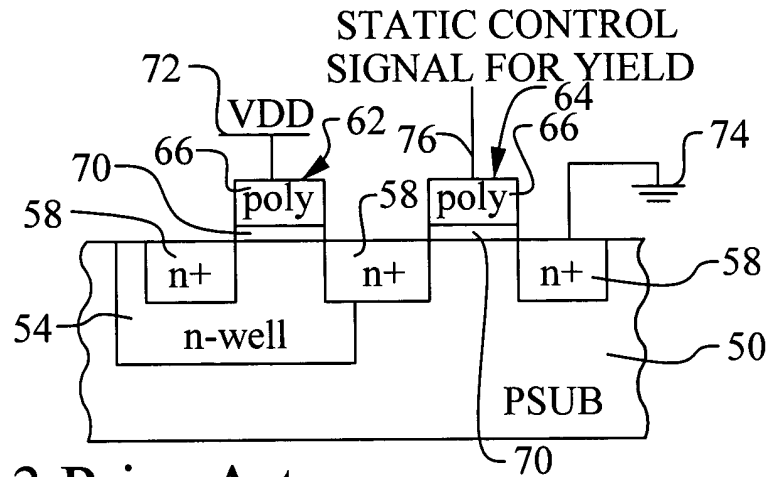 STATIC CONTROL
SIGNAL FOR YIELD
72
VDD
62
64
66
76
66
74
poly
poly
70
58
58
n+
n+
n+
58
70
54
n-well
50
PSUB
70